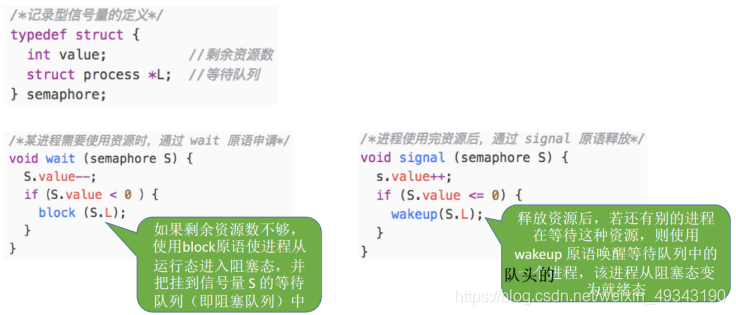 /*记录型信号量的定义*/
typedef struct {
int value; //剩余资源数
struct process *L; //等待队列
} semaphore;
/*某进程需要使用资源时，通过 wait 原语申请*/
void wait (semaphore S) {
S.value--;
if (S.value < 0 ) {
block (S.L);
}
}
如果剩余资源数不够，
使用block原语使进程从
运行态进入阻塞态，并
把挂到信号量 S 的等待
队列（即阻塞队列）中
/*进程使用完资源后，通过 signal 原语释放*/
void signal (semaphore S) {
s.value++;
if (S.value <= 0) {
wakeup(S.L);
}
}
释放资源后，若还有别的进程
在等待这种资源，则使用
wakeup 原语唤醒等待队列中的
队头的
进程，该进程从阻塞态变
为就绪态
https://blog.csdn.net/weixin_49343190